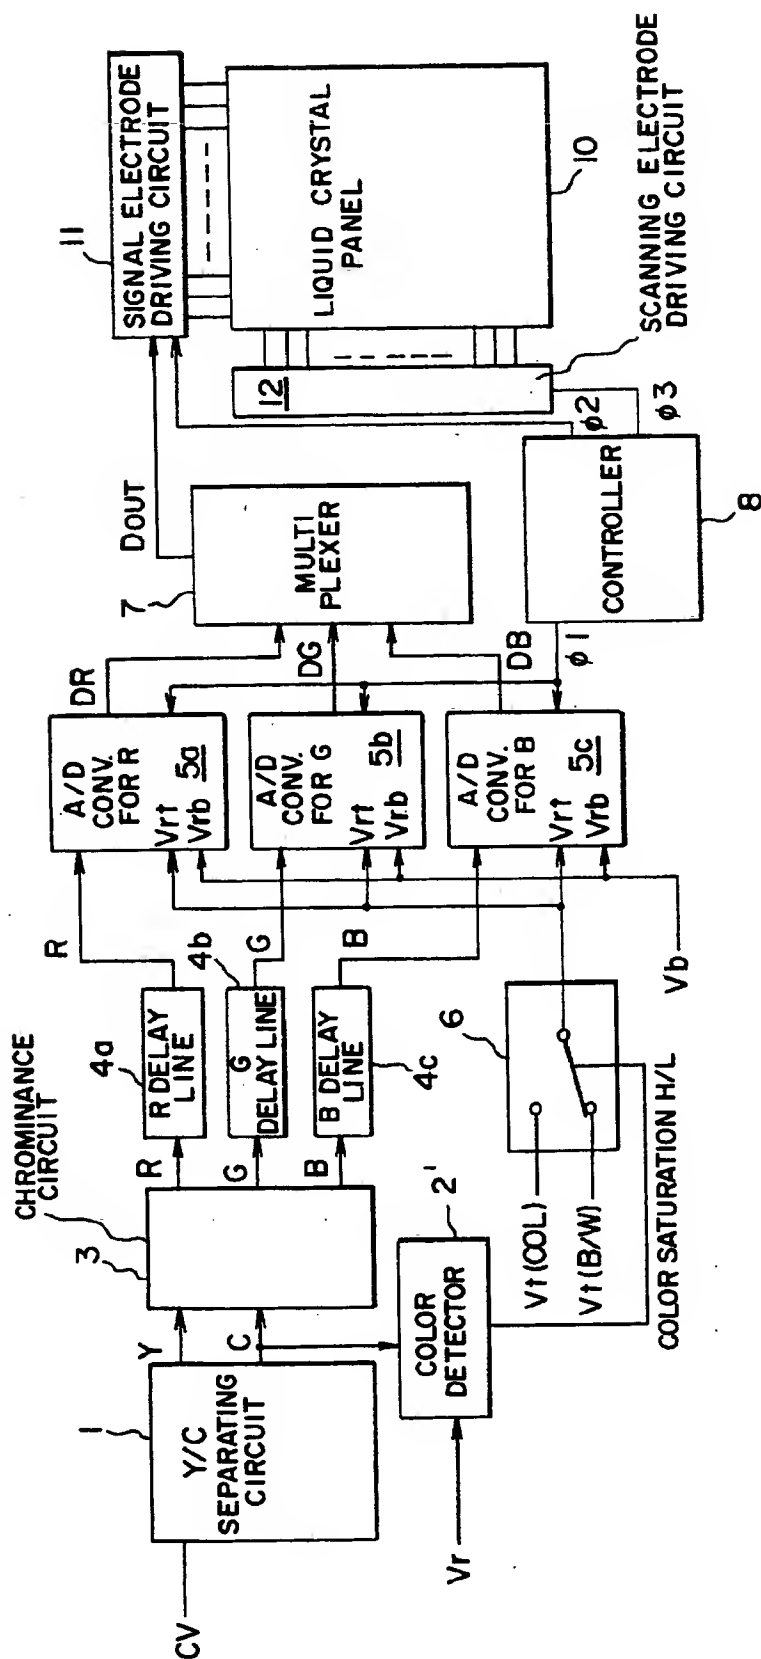 CV
1
Y/C
SEPARATING
CIRCUIT
Y
C
3
CHROMINANCE
CIRCUIT
Vr
COLOR
DETECTOR
2'
R
G
B
4a
R DELAY
LINE
4b
G
DELAY LINE
B DELAY
LINE
4c
R
G
B
Vt(COL)
Vt(B/W)
6
COLOR SATURATION H/L
Vb
A/D
CONV.
FOR R
Vrt
Vrb
5a
A/D
CONV.
FOR G
Vrt
Vrb
5b
A/D
CONV.
FOR B
Vrt
Vrb
5c
DR
DG
DB
φ1
7
MULTI
PLEXER
DOUT
CONTROLLER
8
φ2
φ3
11
SIGNAL ELECTRODE
DRIVING CIRCUIT
12
LIQUID CRYSTAL
PANEL
10
SCANNING ELECTRODE
DRIVING CIRCUIT